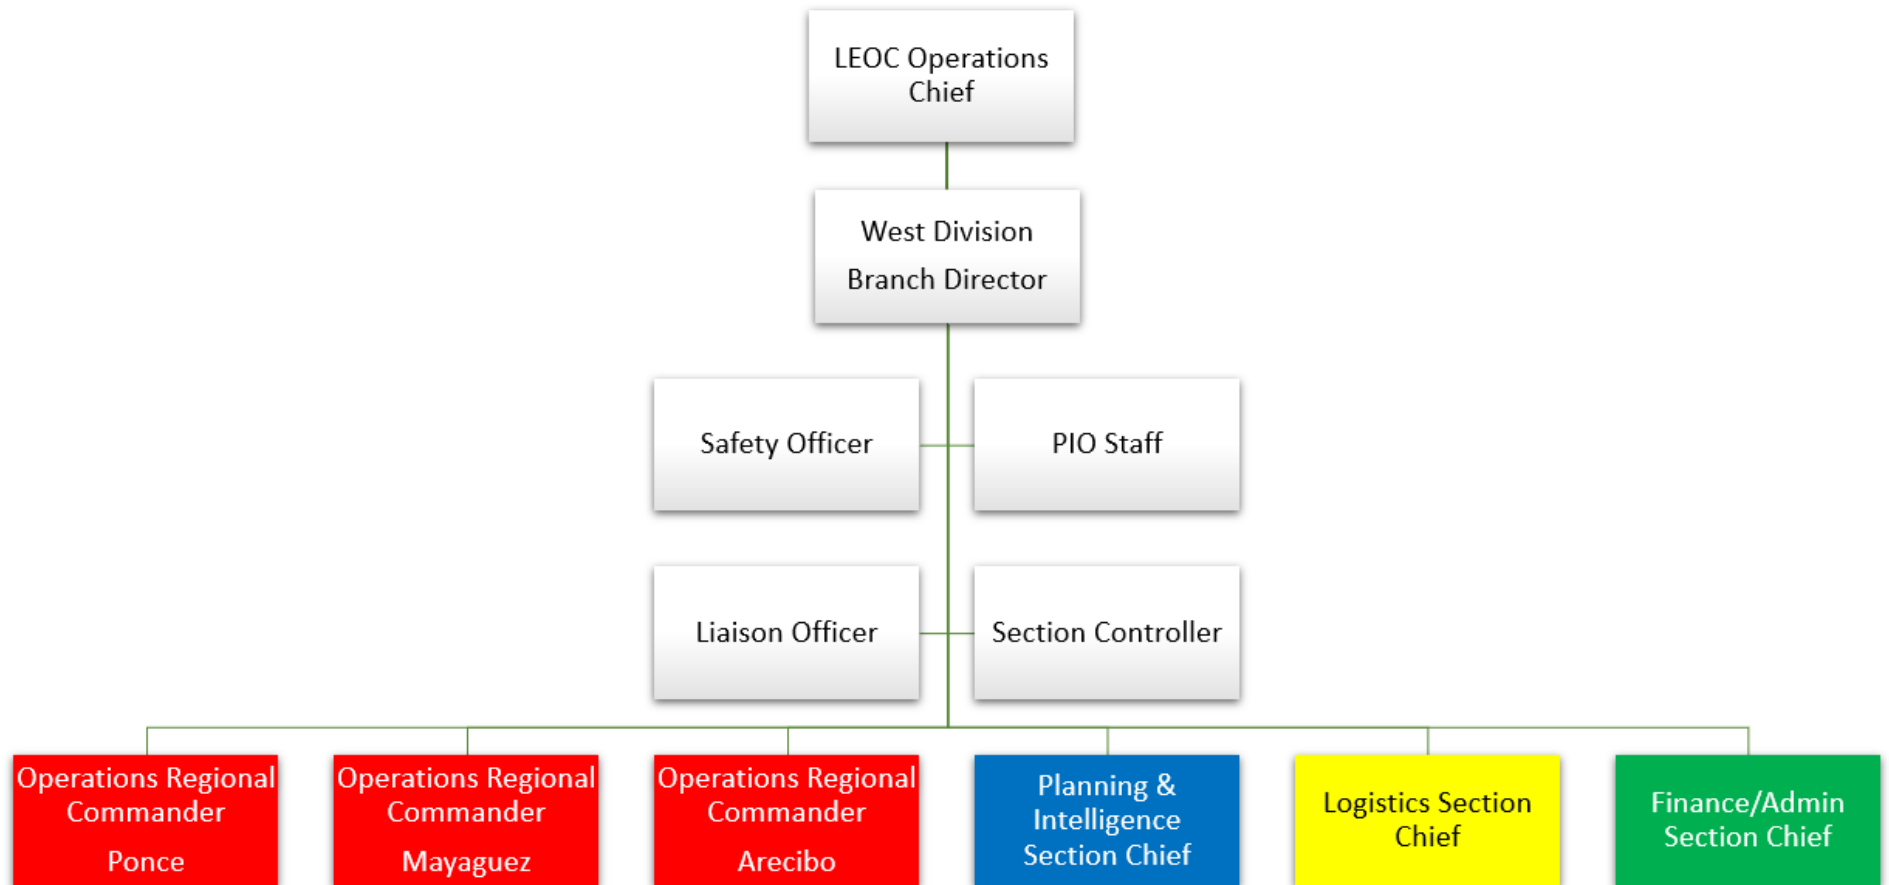 LEOC Operations
Chief
West Division
Branch Director
Safety Officer
PIO Staff
Liaison Officer
Section Controller
Operations Regional
Commander
Ponce
Operations Regional
Commander
Mayaguez
Operations Regional
Commander
Arecibo
Planning &
Intelligence
Section Chief
Logistics Section
Chief
Finance/Admin
Section Chief